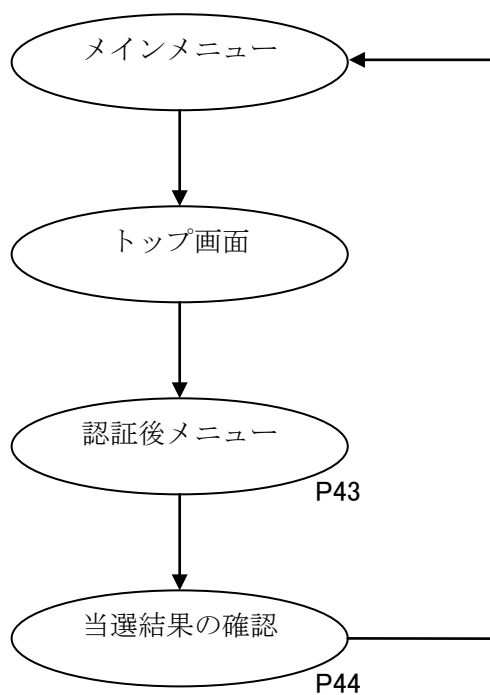 メインメニュー
トップ画面
認証後メニュー
P43
当選結果の確認
P44